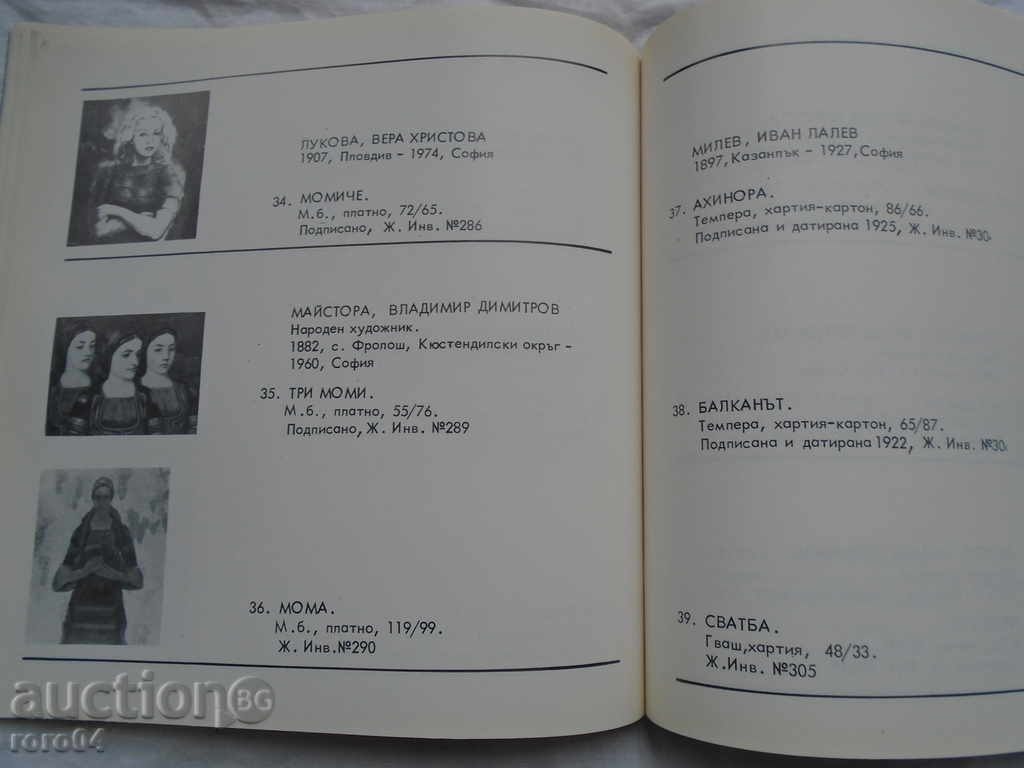 ЛУКОВА, ВЕРА ХРИСТОВА
1907, Пловдив – 1974, София
34. МОМИЧЕ.
М.б., платно, 72/65.
Подписано, Ж. Инв. №286
МАЙСТОРА, ВЛАДИМИР ДИМИТРОВ
Народен художник.
1882, с. Фролош, Кюстендилски окръг –
1960, София
35. ТРИ МОМИ.
М.б., платно, 55/76.
Подписано, Ж. Инв. №289
36. МОМА.
М.б., платно, 119/99.
Ж. Инв.№290
МИЛЕВ, ИВАН ЛАЛЕВ
1897, Казанлък – 1927, София
37. АХИНОРА.
Темпера, хартия-картон, 86/66.
Подписана и датирана 1925, Ж. Инв. №30
38. БАЛКАНЪТ.
Темпера, хартия-картон, 65/87.
Подписана и датирана 1922, Ж. Инв. №30
39. СВАТБА.
Гваш,хартия, 48/33.
Ж.Инв. №305
auction BG
roro04